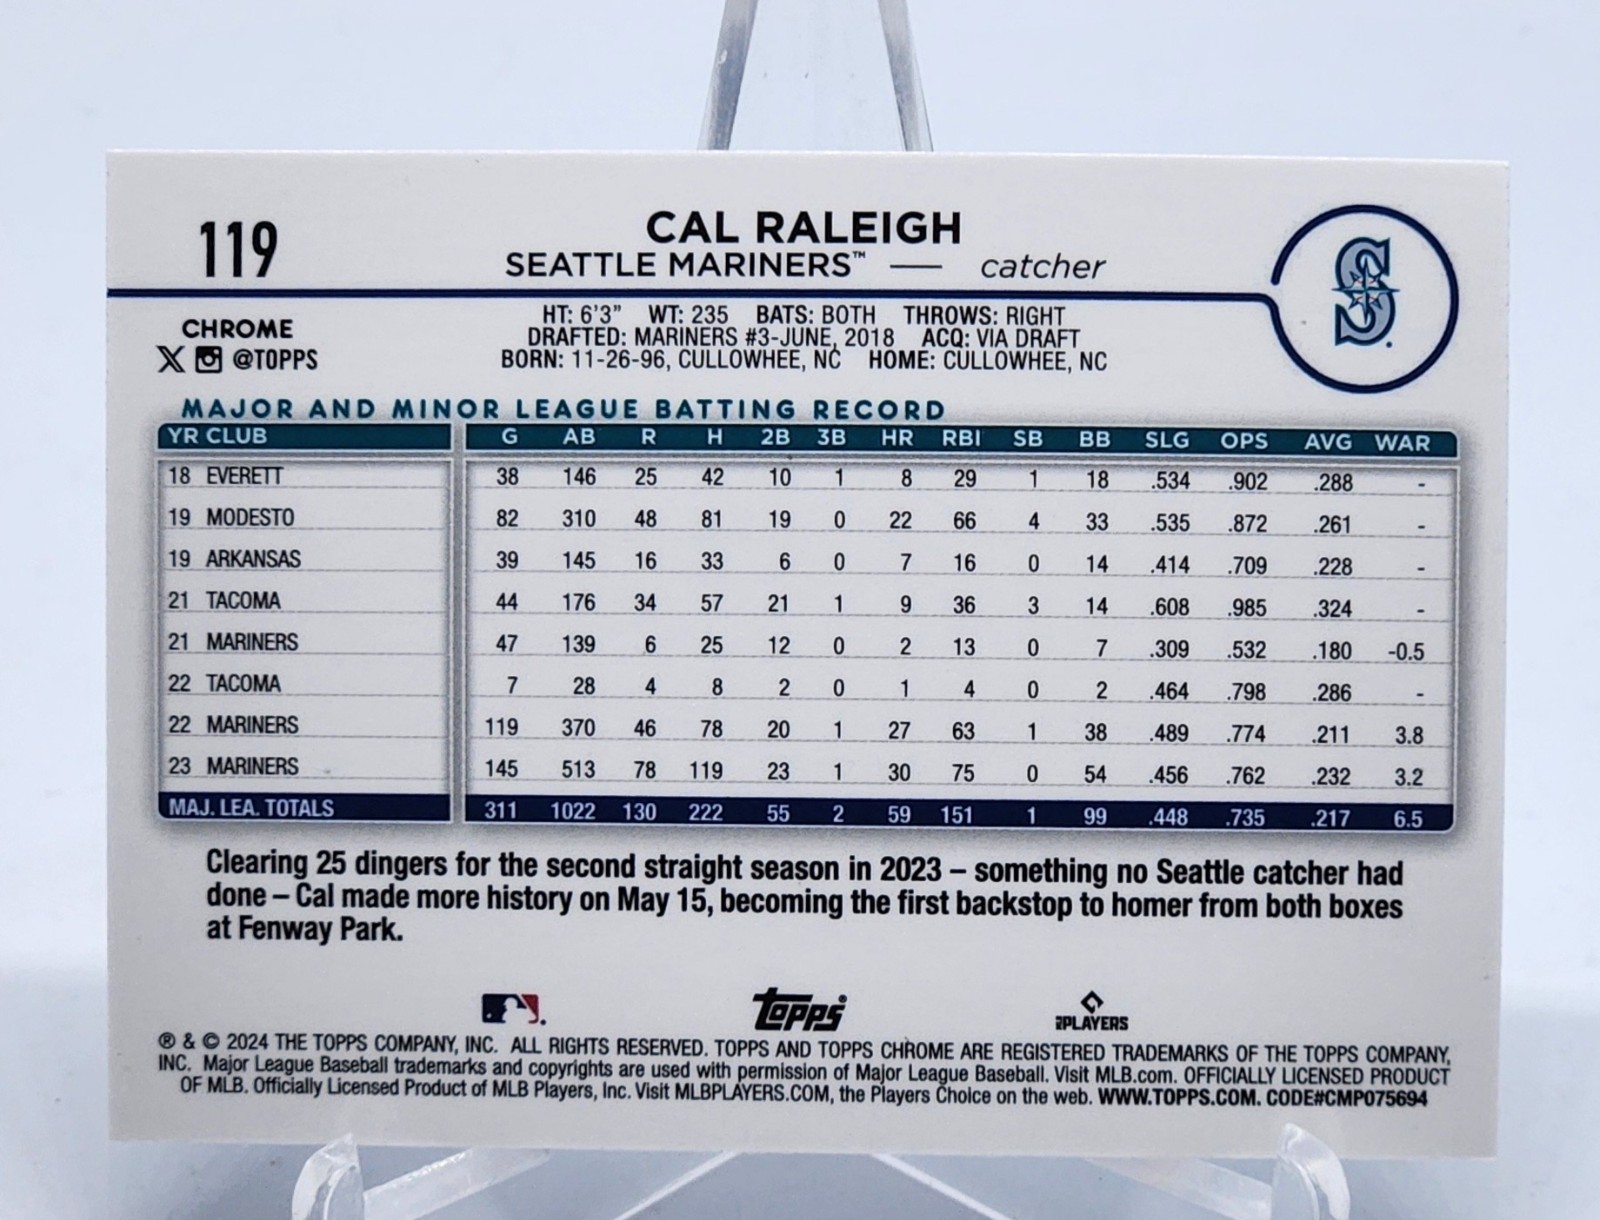 119
CAL RALEIGH
SEATTLE MARINERS™ — catcher
S
CHROME
X @TOPPS
HT: 6'3" WT: 235 BATS: BOTH THROWS: RIGHT
DRAFTED: MARINERS #3-JUNE, 2018 ACQ: VIA DRAFT
BORN: 11-26-96, CULLOWHEE, NC HOME: CULLOWHEE, NC
MAJOR AND MINOR LEAGUE BATTING RECORD
YR CLUB G AB R H 2B 3B HR RBI SB BB SLG OPS AVG WAR
18 EVERETT 38 146 25 42 10 1 8 29 1 18 .534 .902 .288 -
19 MODESTO 82 310 48 81 19 0 22 66 4 33 .535 .872 .261 -
19 ARKANSAS 39 145 16 33 6 0 7 16 0 14 .414 .709 .228 -
21 TACOMA 44 176 34 57 21 1 9 36 3 14 .608 .985 .324 -
21 MARINERS 47 139 6 25 12 0 2 13 0 7 .309 .532 .180 -0.5
22 TACOMA 7 28 4 8 2 0 1 4 0 2 .464 .798 .286 -
22 MARINERS 119 370 46 78 20 1 27 63 1 38 .489 .774 .211 3.8
23 MARINERS 145 513 78 119 23 1 30 75 0 54 .456 .762 .232 3.2
MAJ. LEA. TOTALS 311 1022 130 222 55 2 59 151 1 99 .448 .735 .217 6.5
Clearing 25 dingers for the second straight season in 2023 – something no Seattle catcher had
done – Cal made more history on May 15, becoming the first backstop to homer from both boxes
at Fenway Park.
Topps
PLAYERS
® & © 2024 THE TOPPS COMPANY, INC. ALL RIGHTS RESERVED. TOPPS AND TOPPS CHROME ARE REGISTERED TRADEMARKS OF THE TOPPS COMPANY,
INC. Major League Baseball trademarks and copyrights are used with permission of Major League Baseball. Visit MLB.com. OFFICIALLY LICENSED PRODUCT
OF MLB. Officially Licensed Product of MLB Players, Inc. Visit MLBPLAYERS.COM, the Players Choice on the web. WWW.TOPPS.COM. CODE#CMP075694